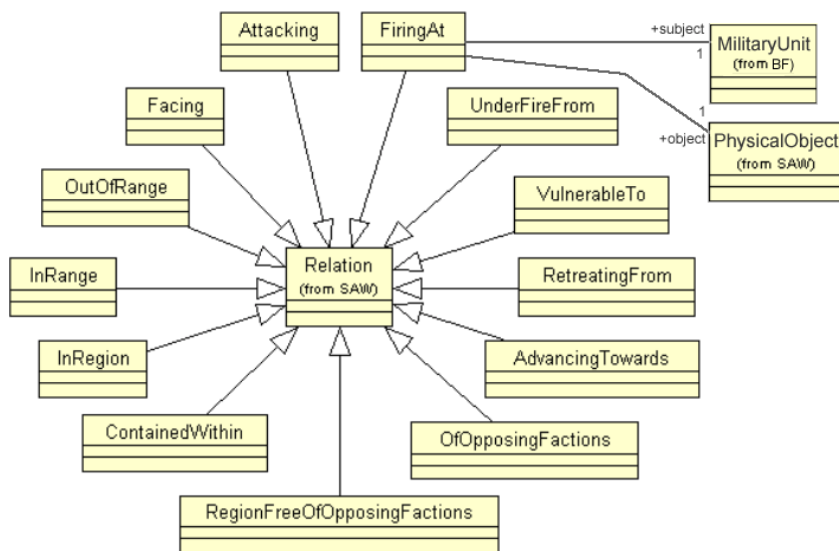 Attacking
FiringAt
+subject
1
MilitaryUnit
(from BF)
Facing
UnderFireFrom
1
+object
PhysicalObject
(from SAW)
OutOfRange
VulnerableTo
Relation
(from SAW)
InRange
RetreatingFrom
InRegion
AdvancingTowards
ContainedWithin
OfOpposingFactions
RegionFreeOfOpposingFactions